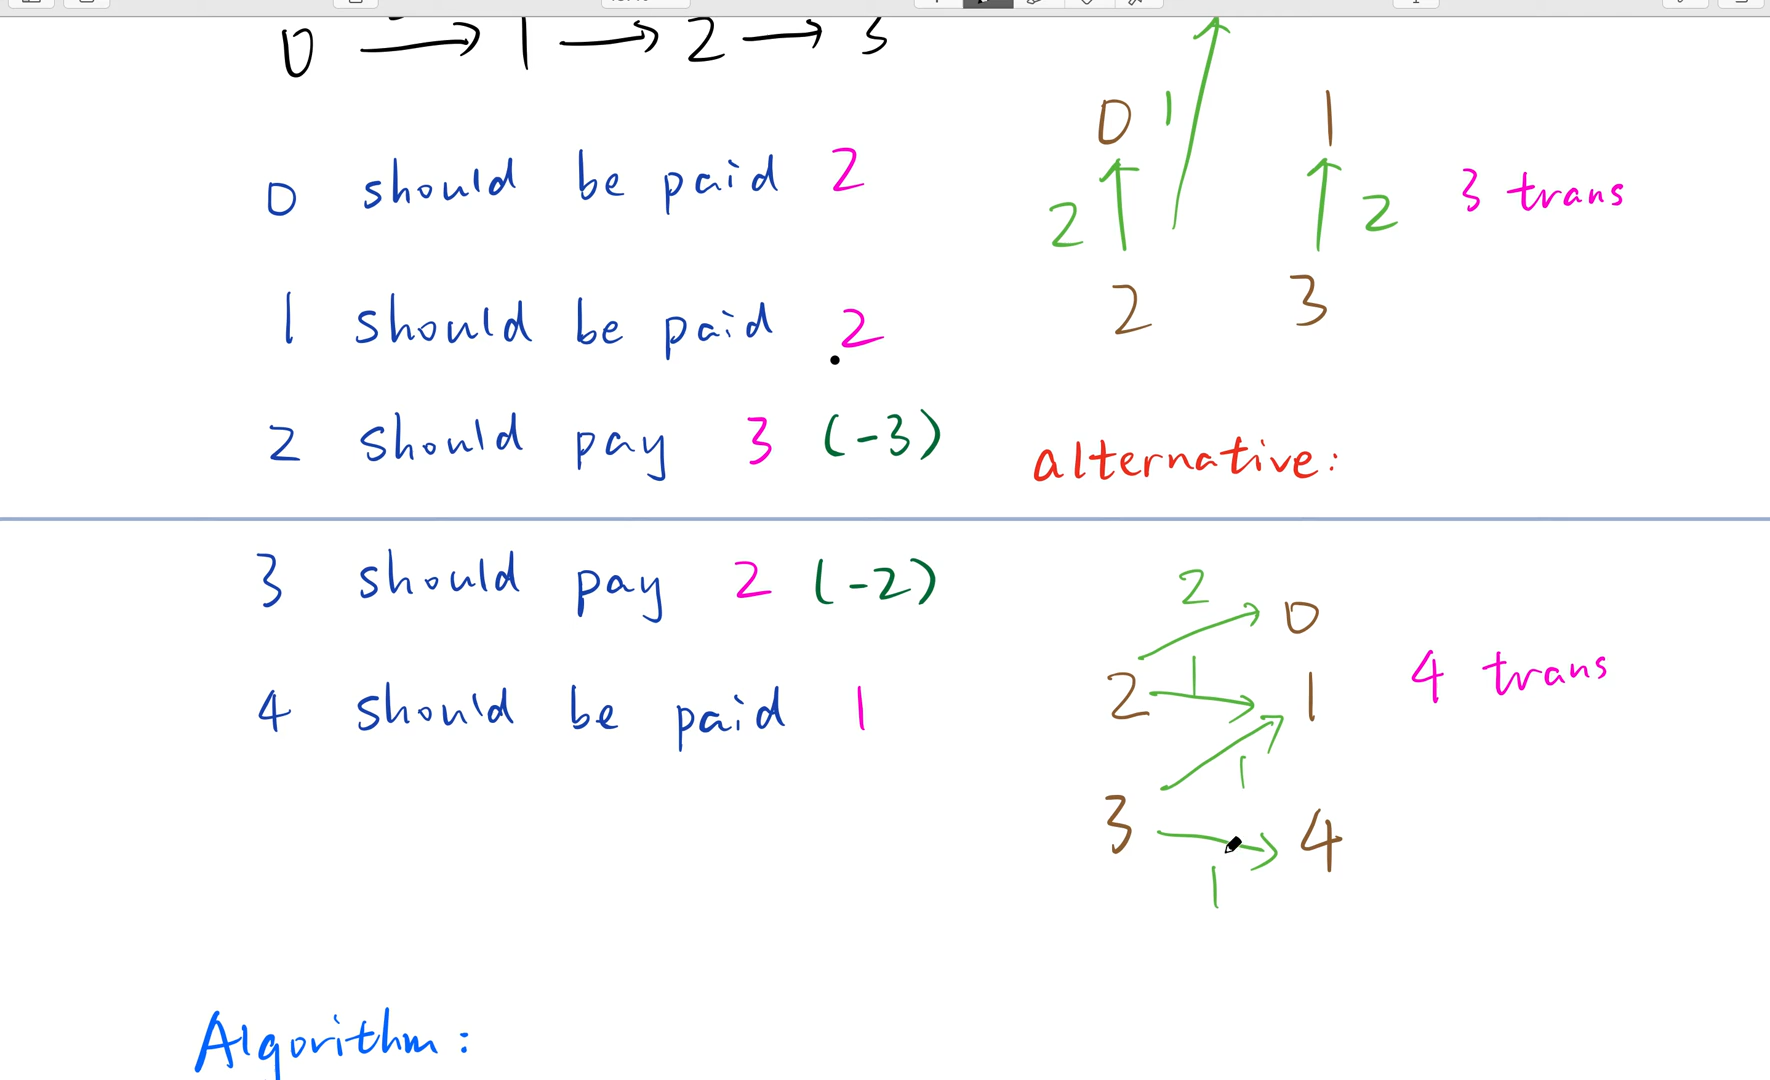 0 → 1 → 2 → 3
0 should be paid 2
1 should be paid 2
2 should pay 3 (-3)
3 should pay 2 (-2)
4 should be paid 1
Algorithm:
1
0 1
2 2 3 trans
2 3
alternative:
2
0
2 1 1 4 trans
1
3 4
1